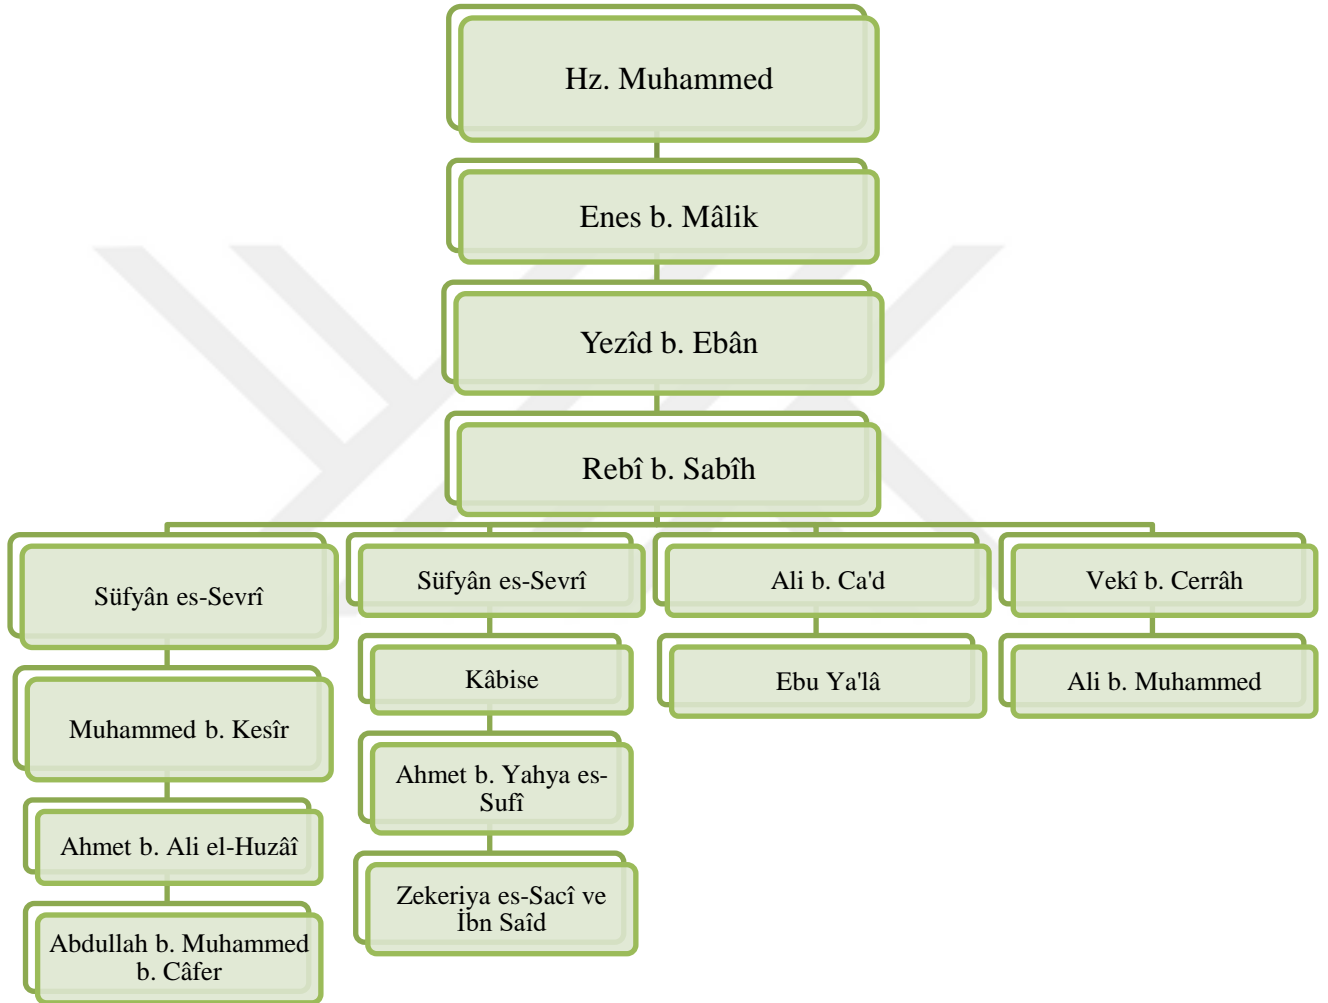 Hz. Muhammed
Enes b. Mâlik
Yezîd b. Ebân
Rebî b. Sabîh
Süfyân es-Sevrî
Muhammed b. Kesîr
Ahmet b. Ali el-Huzâî
Abdullah b. Muhammed
b. Câfer
Süfyân es-Sevrî
Kâbise
Ahmet b. Yahya es-
Sufî
Zekeriya es-Sacî ve
İbn Saîd
Ali b. Ca'd
Ebu Ya'lâ
Vekî b. Cerrâh
Ali b. Muhammed